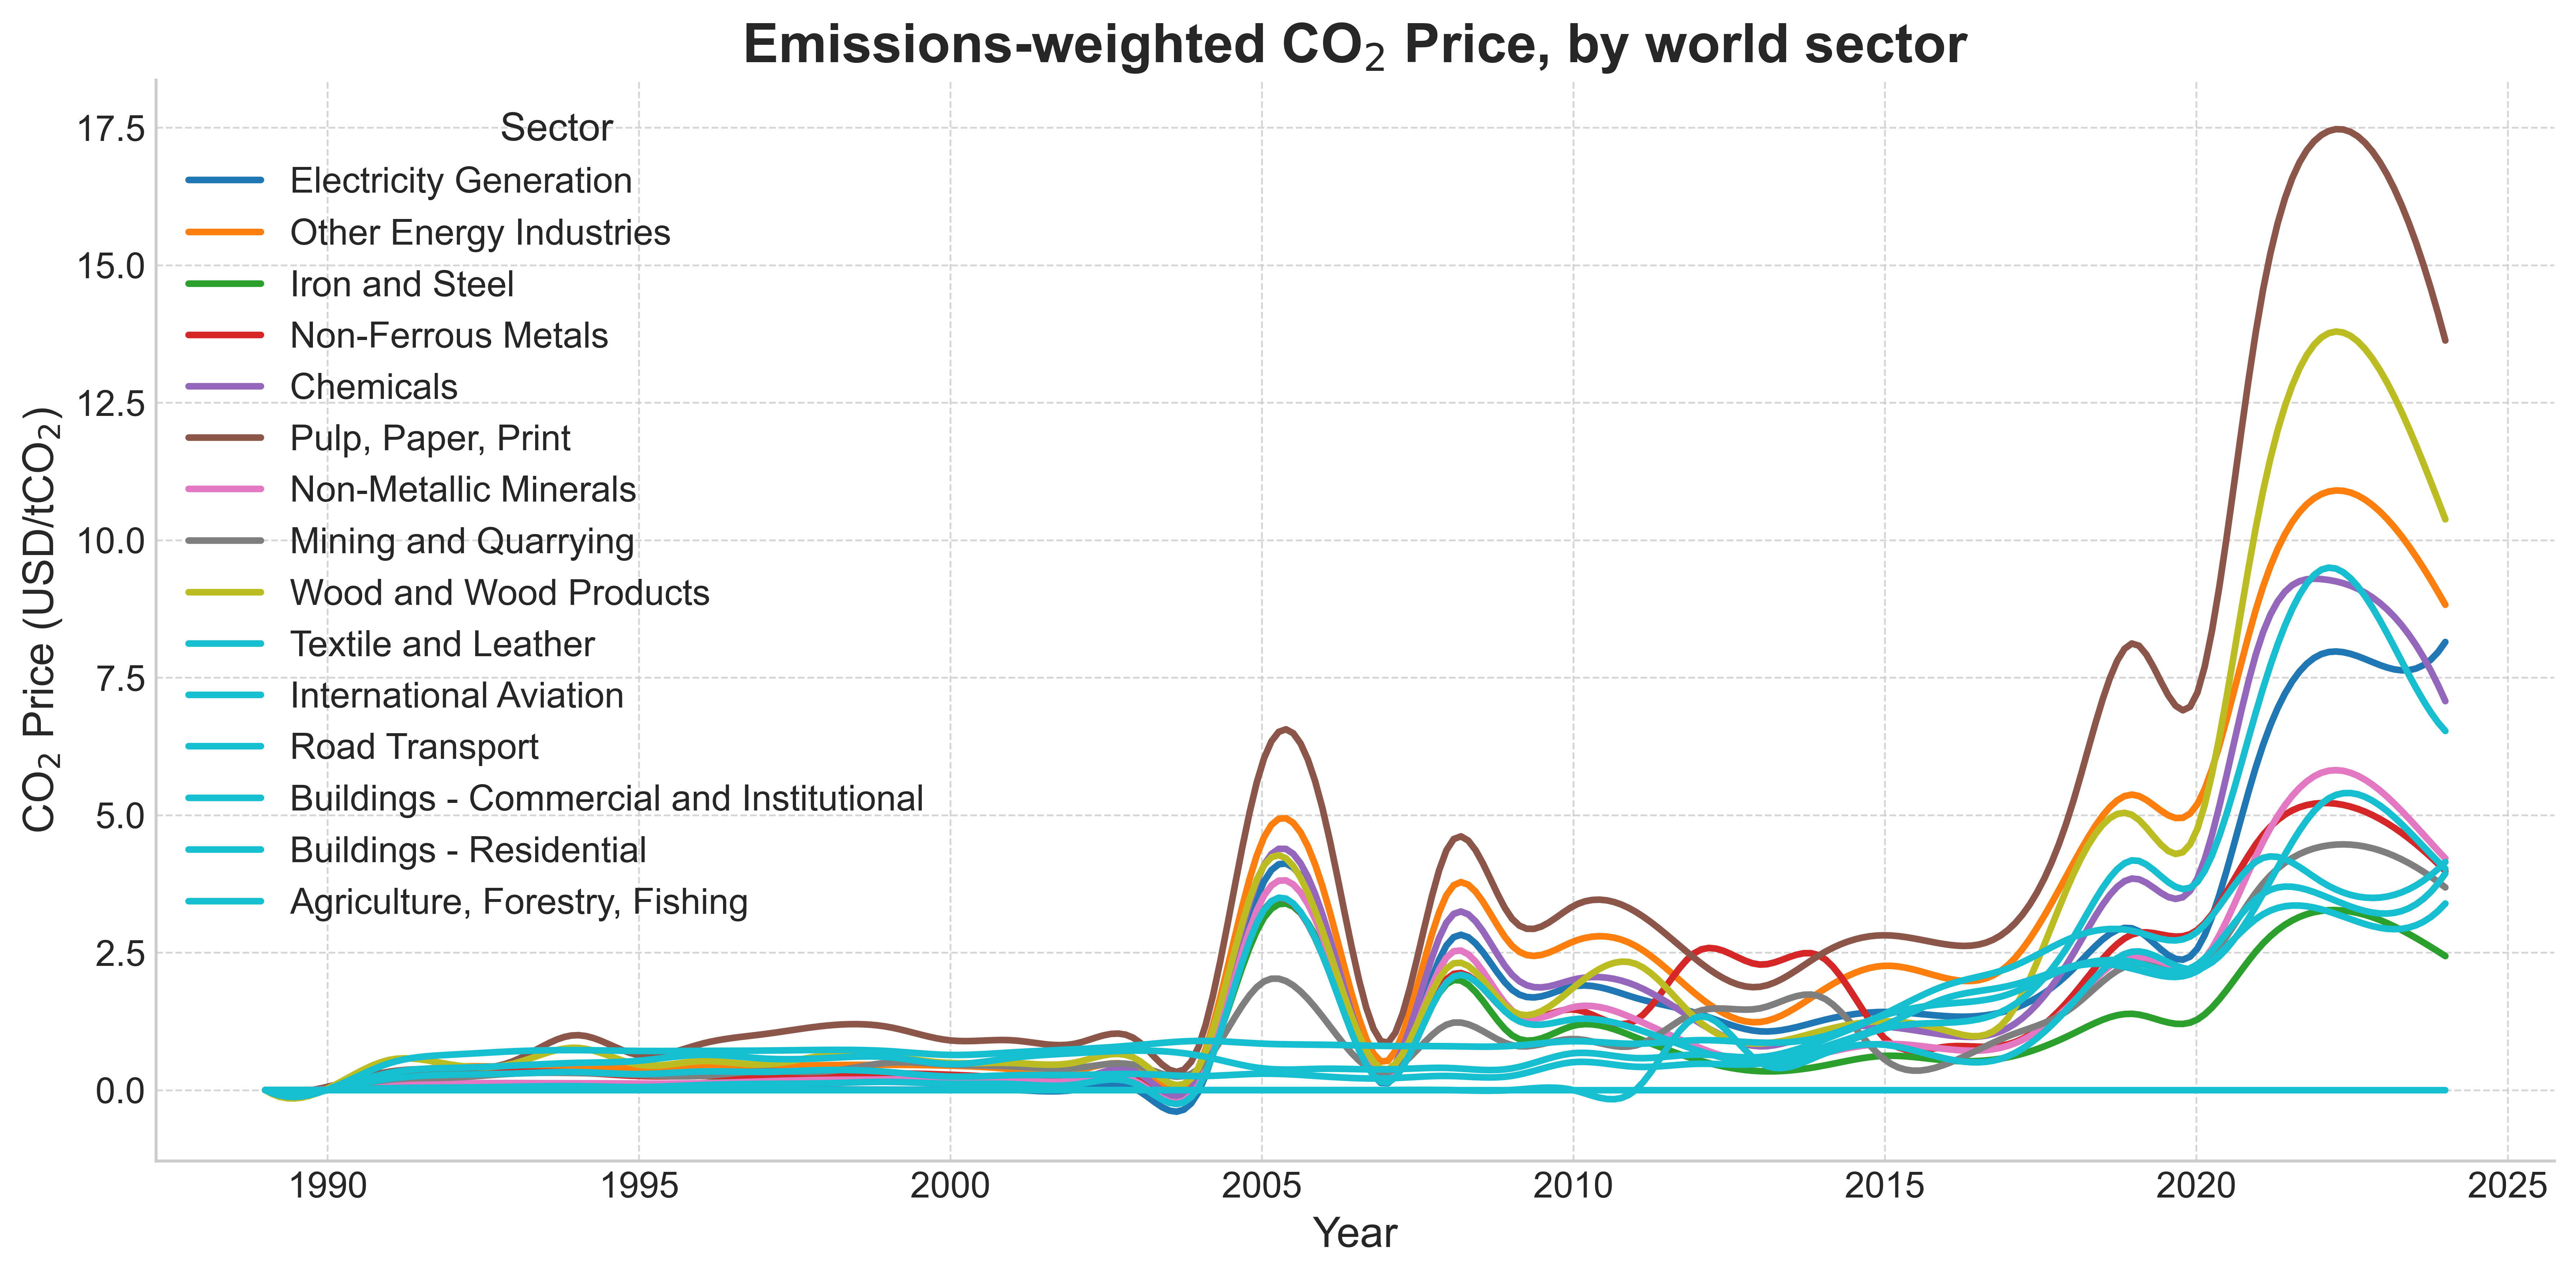 Emissions-weighted CO₂ Price, by world sector
CO₂ Price (USD/tCO₂)
17.5
15.0
12.5
10.0
7.5
5.0
2.5
0.0
Sector
Electricity Generation
Other Energy Industries
Iron and Steel
Non-Ferrous Metals
Chemicals
Pulp, Paper, Print
Non-Metallic Minerals
Mining and Quarrying
Wood and Wood Products
Textile and Leather
International Aviation
Road Transport
Buildings - Commercial and Institutional
Buildings - Residential
Agriculture, Forestry, Fishing
1990 1995 2000 2005 2010 2015 2020 2025
Year